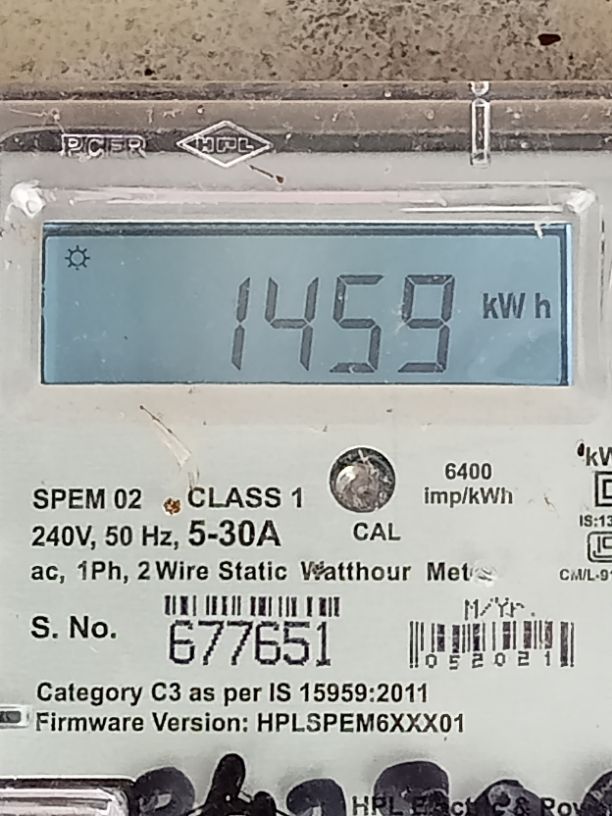 HPL
1459 kWh
SPEM 02 CLASS 1
6400
imp/kWh
240V, 50 Hz, 5-30A
CAL
ac, 1Ph, 2 Wire Static Watthour
M/Yr.
S. No. 677651
052021
Category C3 as per IS 15959:2011
Firmware Version: HPLSPEM6XXX01
HPL